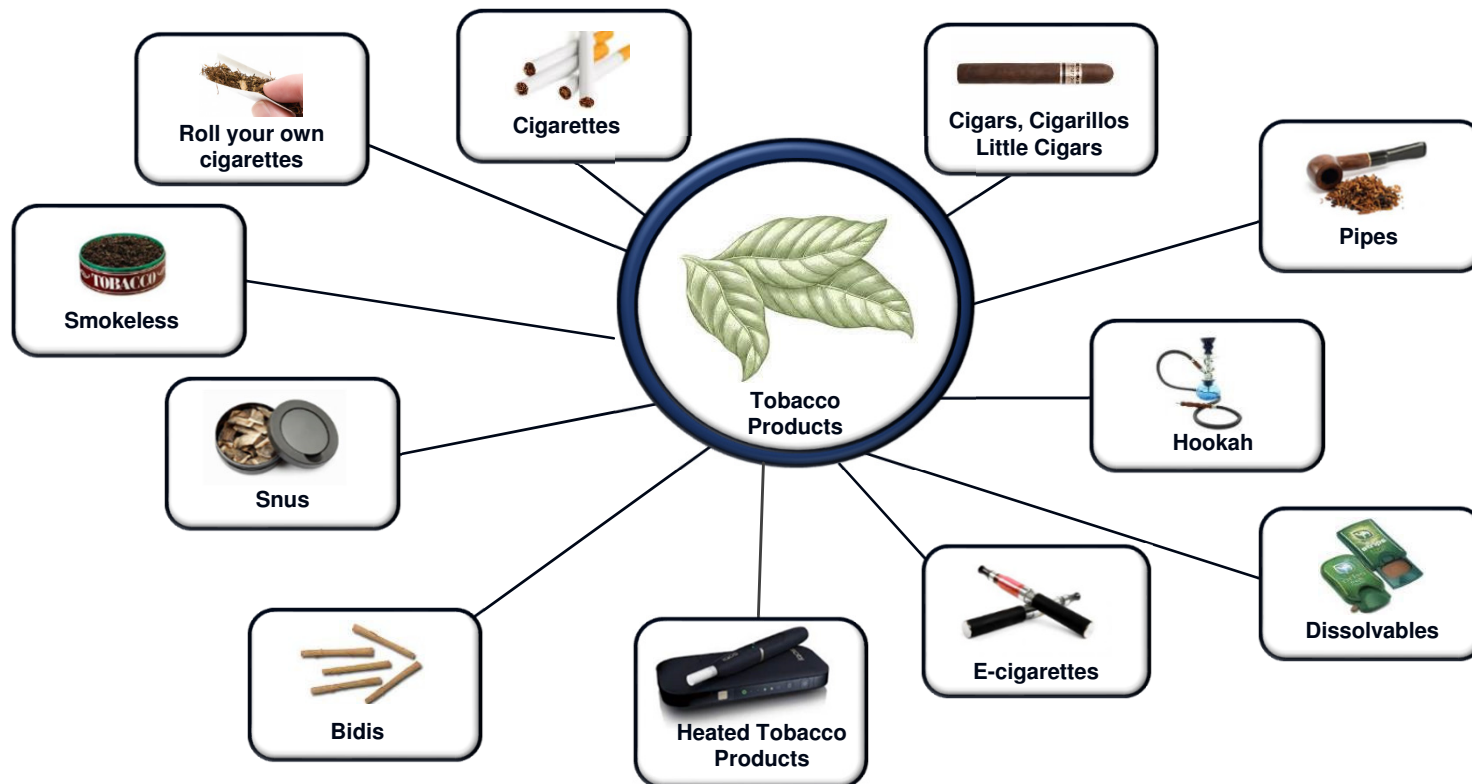 Roll your own
cigarettes
Cigarettes
Cigars, Cigarillos
Little Cigars
Pipes
TOBACCO
Smokeless
Tobacco
Products
Hookah
Snus
strips
Dissolvables
E-cigarettes
Bidis
Heated Tobacco
Products